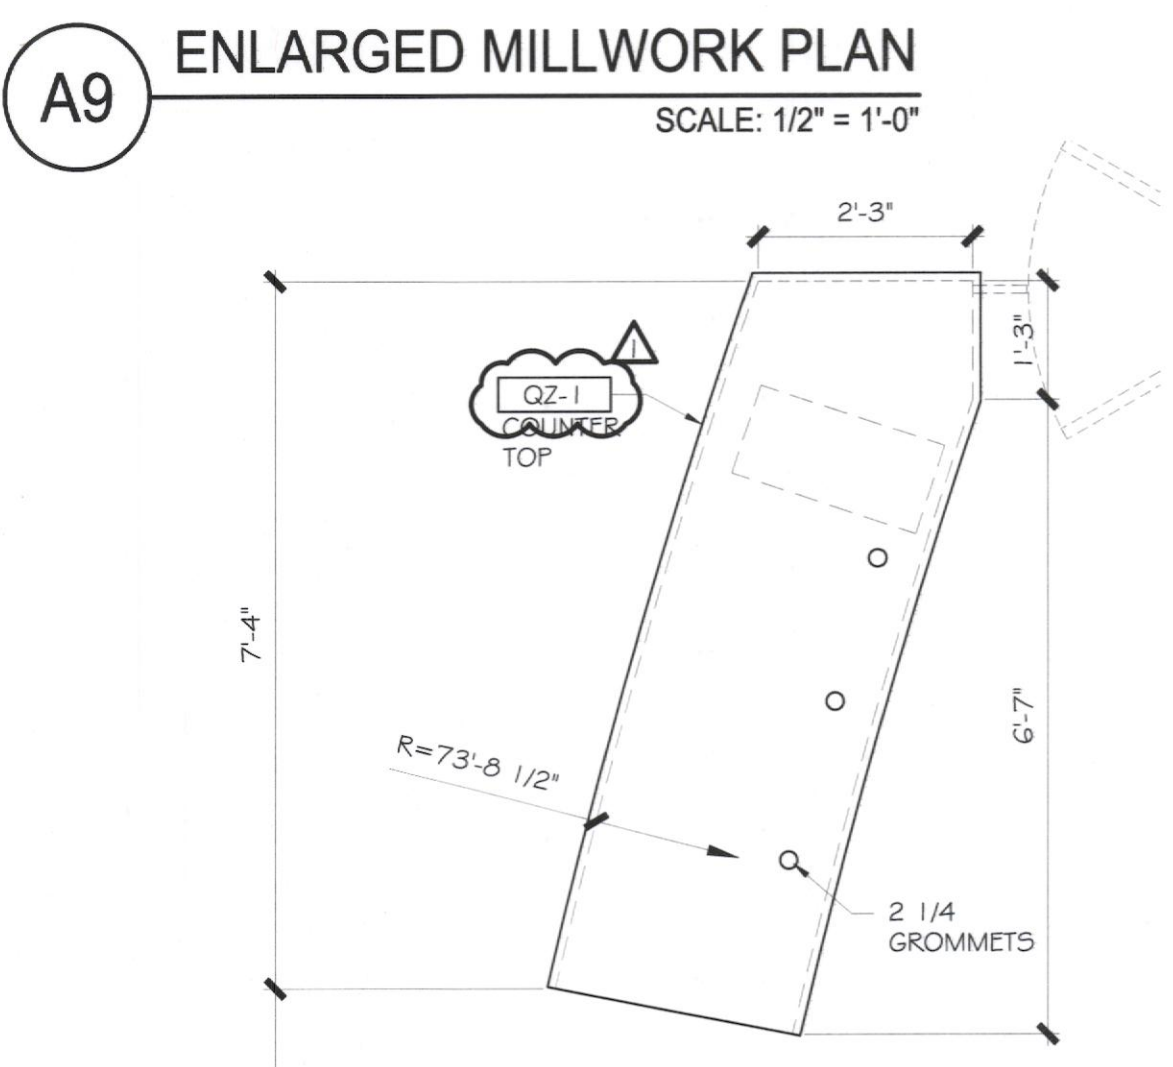 A9
ENLARGED MILLWORK PLAN
SCALE: 1/2" = 1'-0"
2'-3"
1'-3"
1
QZ-1
COUNTER
TOP
7'-4"
6'-7"
R=73'-8 1/2"
2 1/4
GROMMETS